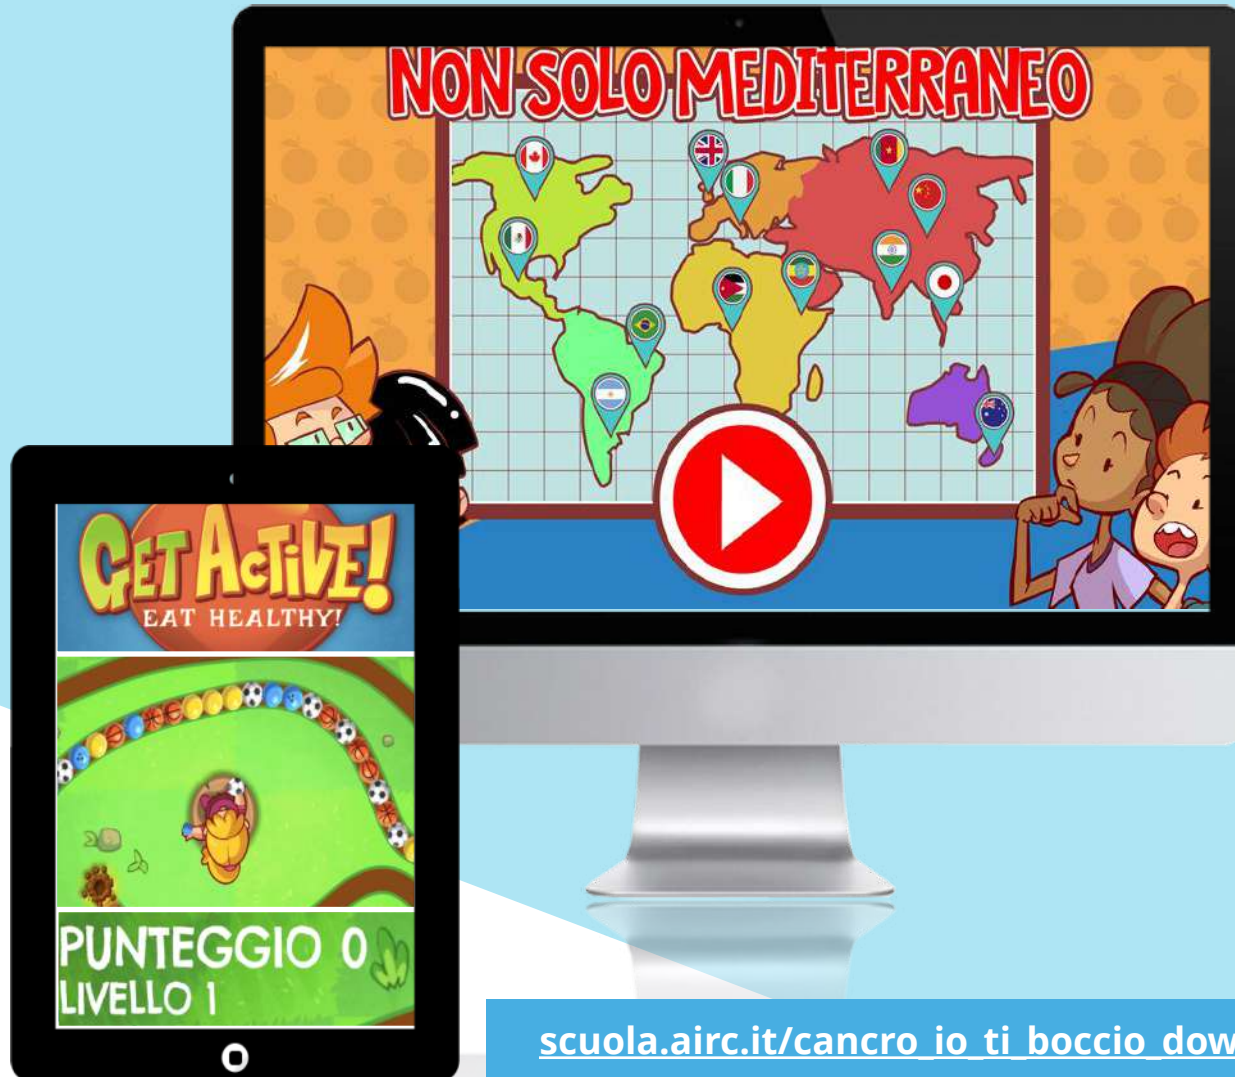 NON SOLO MEDITERRANEO
GET ACTIVE!
EAT HEALTHY!
PUNTEGGIO 0
LIVELLO 1
scuola.airc.it/cancro_io_ti_boccio_dow